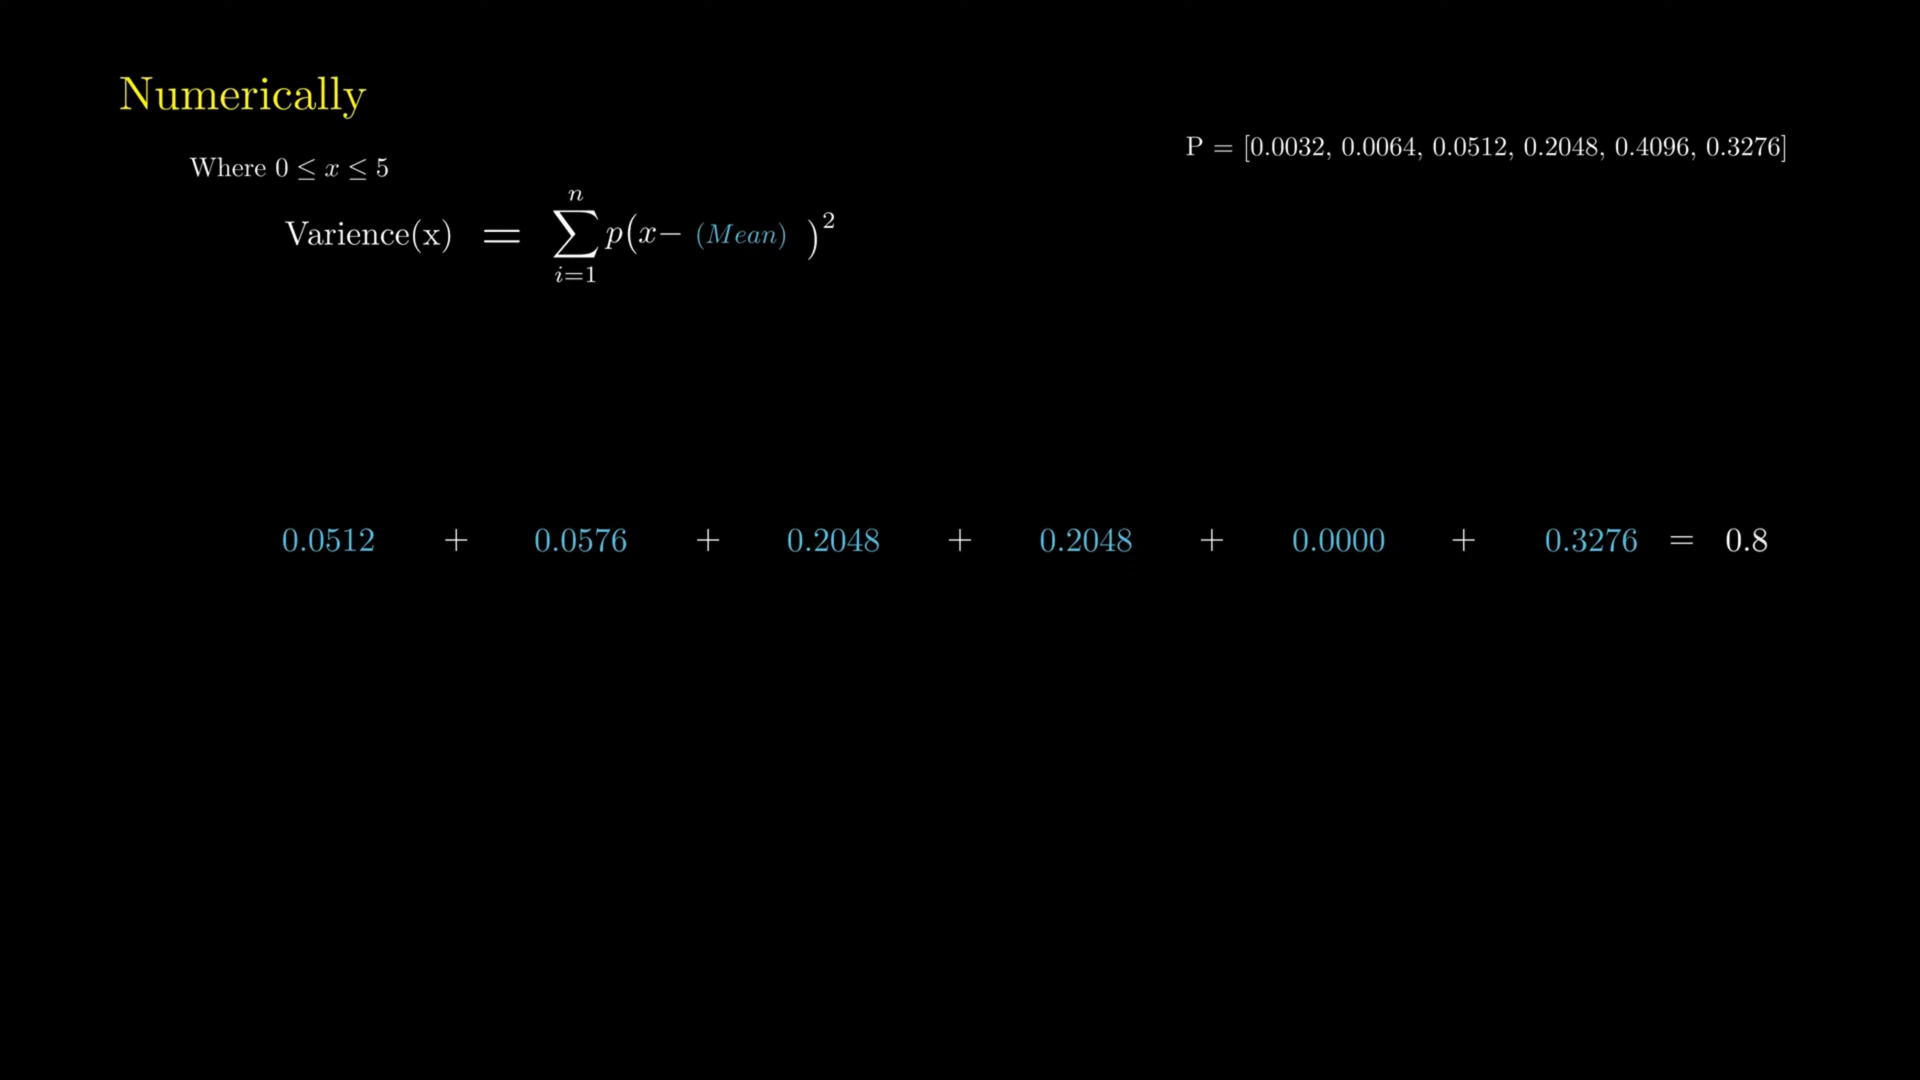 Numerically
P = [0.0032, 0.0064, 0.0512, 0.2048, 0.4096, 0.3276]
Where 0 ≤ x ≤ 5
Varience(x) = ∑_{i=1}^{n} p(x− (Mean) )^2
0.0512 + 0.0576 + 0.2048 + 0.2048 + 0.0000 + 0.3276 = 0.8